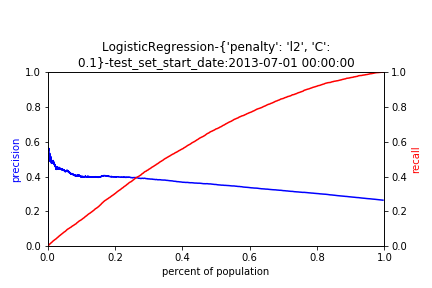 LogisticRegression-{'penalty': 'l2', 'C':
0.1}-test_set_start_date:2013-07-01 00:00:00
1.0
0.8
0.6
0.4
0.2
0.0
precision
1.0
0.8
0.6
0.4
0.2
0.0
recall
0.0 0.2 0.4 0.6 0.8 1.0
percent of population